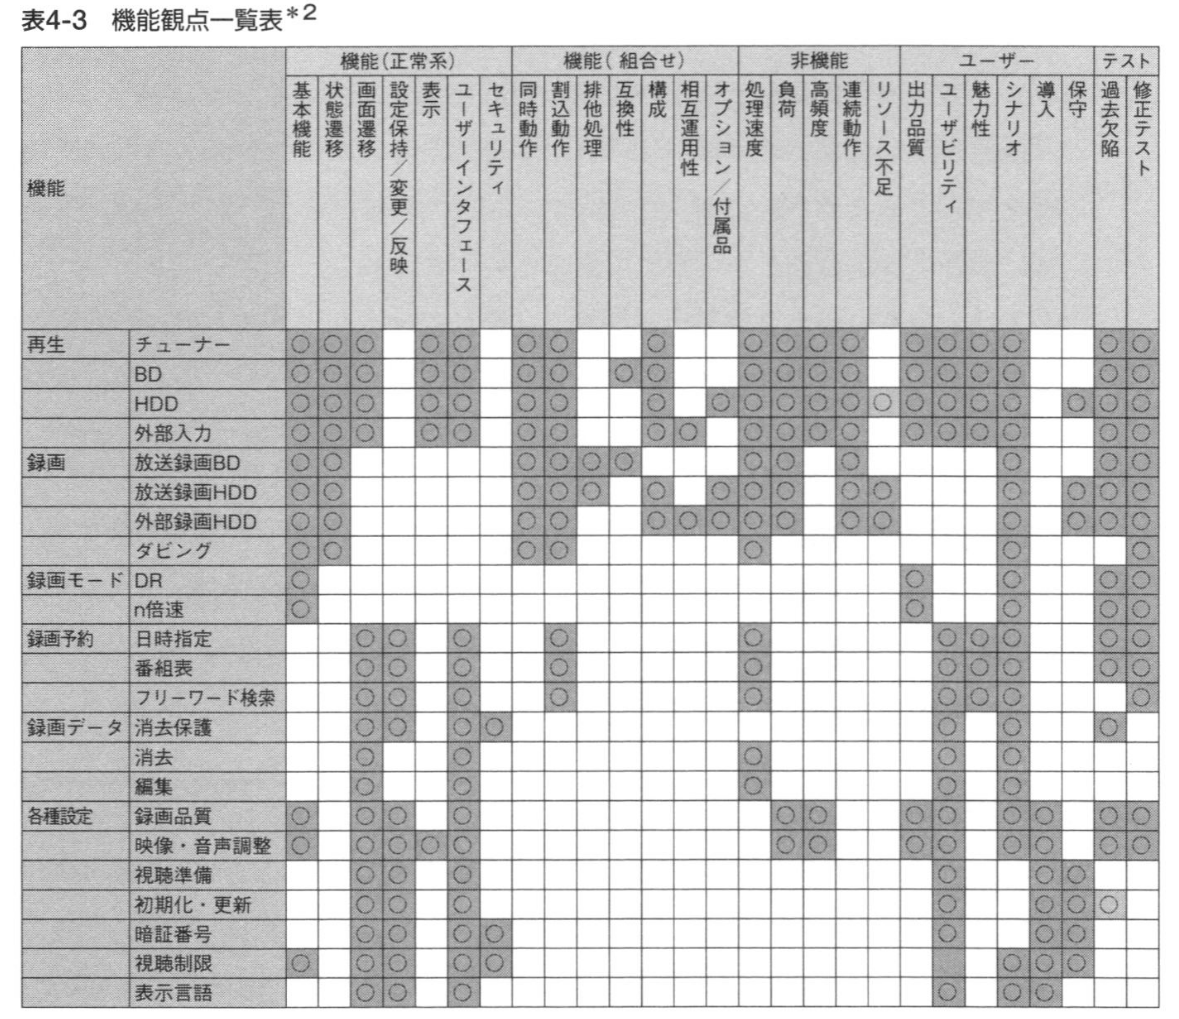 表4-3 機能観点一覧表*2
機能
機能(正常系) 機能(組合せ) 非機能 ユーザー テスト
基本機能
状態遷移
画面遷移
設定保持/変更/反映
表示
ユーザーインタフェース
セキュリティ
同時動作
割込動作
排他処理
互換性
構成
相互運用性
オプション/付属品
処理速度
負荷
高頻度
連続動作
リソース不足
出力品質
ユーザビリティ
魅力性
シナリオ
導入
保守
過去欠陥
修正テスト
再生 チューナー ○ ○ ○ ○ ○ ○ ○ ○ ○ ○ ○ ○ ○ ○ ○ ○ ○ ○
BD ○ ○ ○ ○ ○ ○ ○ ○ ○ ○ ○ ○ ○ ○ ○ ○ ○ ○ ○
HDD ○ ○ ○ ○ ○ ○ ○ ○ ○ ○ ○ ○ ○ ○ ○ ○ ○ ○ ○ ○ ○
外部入力 ○ ○ ○ ○ ○ ○ ○ ○ ○ ○ ○ ○ ○ ○ ○ ○ ○ ○ ○
録画 放送録画BD ○ ○ ○ ○ ○ ○ ○ ○ ○ ○ ○ ○
放送録画HDD ○ ○ ○ ○ ○ ○ ○ ○ ○ ○ ○ ○ ○ ○ ○
外部録画HDD ○ ○ ○ ○ ○ ○ ○ ○ ○ ○ ○ ○ ○ ○ ○
ダビング ○ ○ ○ ○ ○ ○ ○
録画モード DR ○ ○ ○ ○ ○
n倍速 ○ ○ ○ ○ ○
録画予約 日時指定 ○ ○ ○ ○ ○ ○ ○ ○ ○ ○
番組表 ○ ○ ○ ○ ○ ○ ○ ○ ○ ○
フリーワード検索 ○ ○ ○ ○ ○ ○ ○ ○ ○
録画データ 消去保護 ○ ○ ○ ○ ○ ○ ○
消去 ○ ○ ○ ○ ○
編集 ○ ○ ○ ○ ○
各種設定 録画品質 ○ ○ ○ ○ ○ ○ ○ ○ ○ ○ ○ ○
映像・音声調整 ○ ○ ○ ○ ○ ○ ○ ○ ○ ○ ○ ○ ○
視聴準備 ○ ○ ○ ○ ○ ○
初期化・更新 ○ ○ ○ ○ ○ ○ ○
暗証番号 ○ ○ ○ ○ ○ ○ ○
視聴制限 ○ ○ ○ ○ ○ ○ ○ ○
表示言語 ○ ○ ○ ○ ○ ○